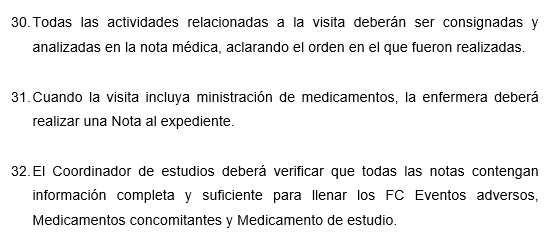 30. Todas las actividades relacionadas a la visita deberán ser consignadas y
analizadas en la nota médica, aclarando el orden en el que fueron realizadas.
31. Cuando la visita incluya ministración de medicamentos, la enfermera deberá
realizar una Nota al expediente.
32. El Coordinador de estudios deberá verificar que todas las notas contengan
información completa y suficiente para llenar los FC Eventos adversos,
Medicamentos concomitantes y Medicamento de estudio.